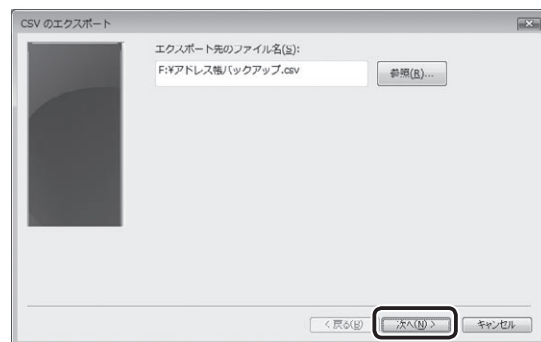 CSV のエクスポート
エクスポート先のファイル名(S):
F:¥アドレス帳バックアップ.csv
参照(R)...
< 戻る(B)
次へ(N) >
キャンセル